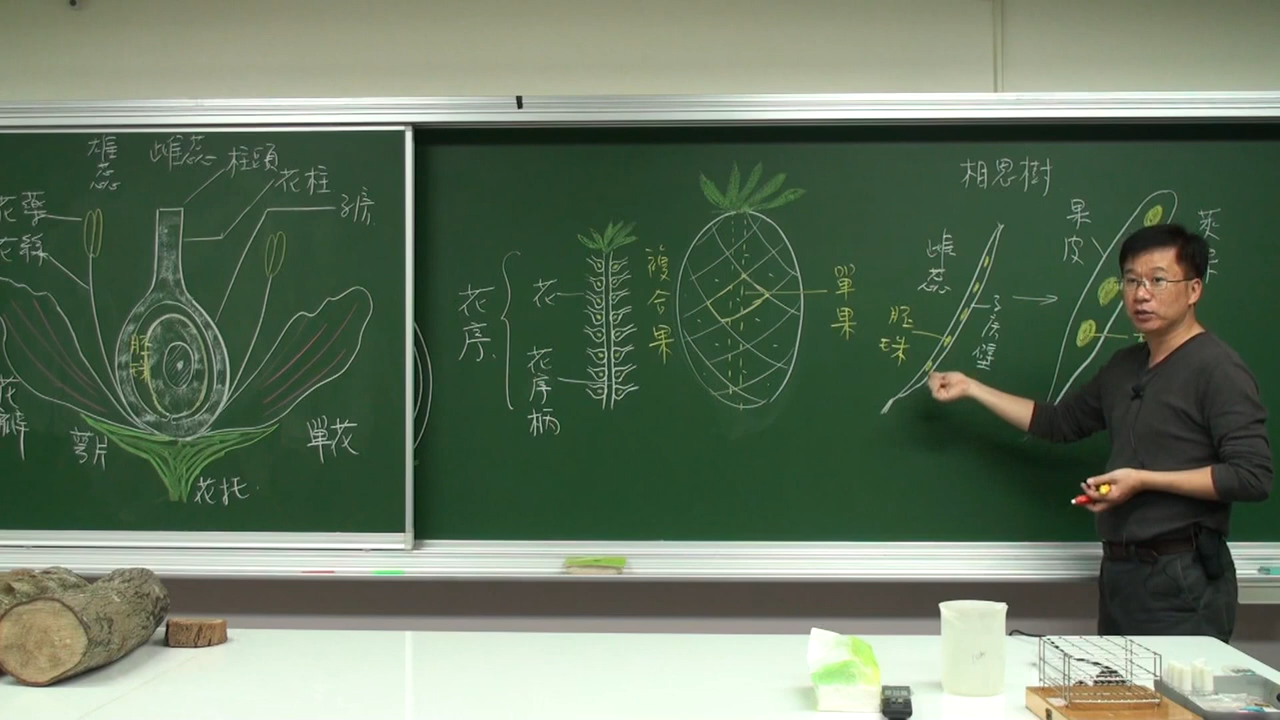 雄蕊
雌蕊
柱頭
花柱
子房
花藥
花絲
胚珠
花瓣
萼片
花托
單花
花序
花
花序柄
複合果
單果
相思樹
雌蕊
胚珠
子房壁
果皮